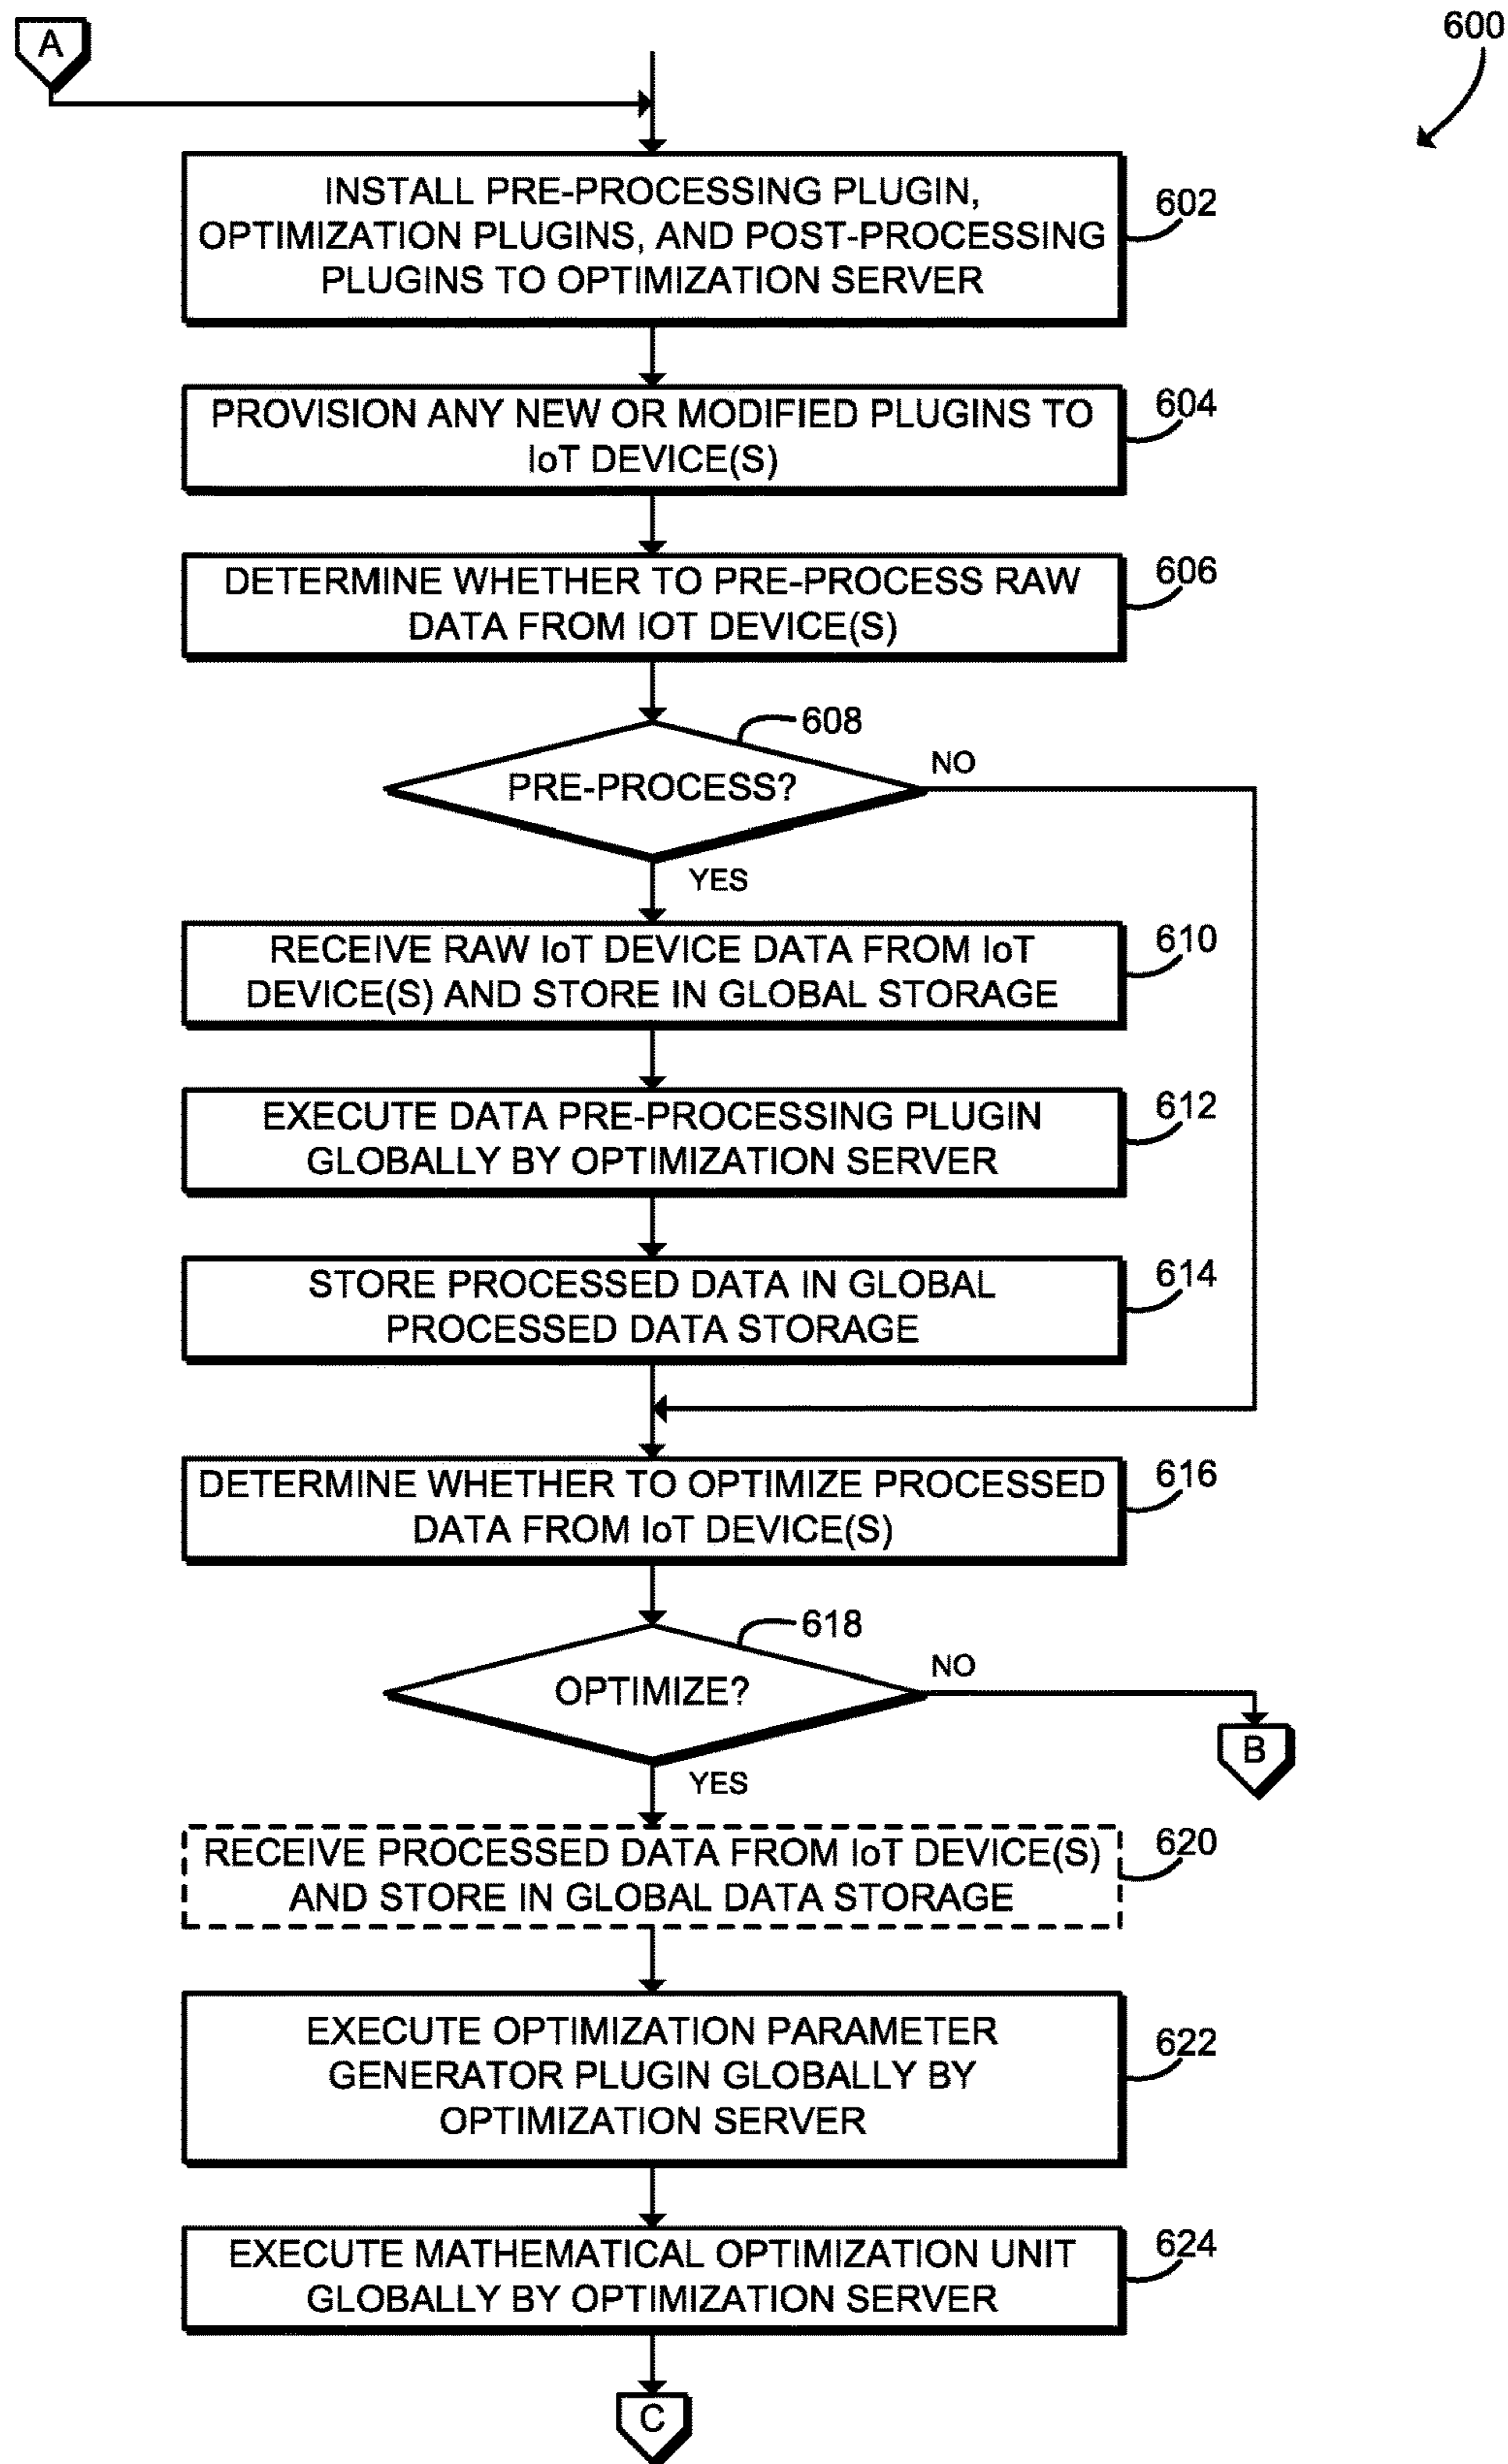 A
600
INSTALL PRE-PROCESSING PLUGIN,
OPTIMIZATION PLUGINS, AND POST-PROCESSING
PLUGINS TO OPTIMIZATION SERVER
602
PROVISION ANY NEW OR MODIFIED PLUGINS TO
IoT DEVICE(S)
604
DETERMINE WHETHER TO PRE-PROCESS RAW
DATA FROM IOT DEVICE(S)
606
608
PRE-PROCESS?
NO
YES
RECEIVE RAW IoT DEVICE DATA FROM IoT
DEVICE(S) AND STORE IN GLOBAL STORAGE
610
EXECUTE DATA PRE-PROCESSING PLUGIN
GLOBALLY BY OPTIMIZATION SERVER
612
STORE PROCESSED DATA IN GLOBAL
PROCESSED DATA STORAGE
614
DETERMINE WHETHER TO OPTIMIZE PROCESSED
DATA FROM IoT DEVICE(S)
616
618
OPTIMIZE?
NO
B
YES
RECEIVE PROCESSED DATA FROM IoT DEVICE(S)
AND STORE IN GLOBAL DATA STORAGE
620
EXECUTE OPTIMIZATION PARAMETER
GENERATOR PLUGIN GLOBALLY BY
OPTIMIZATION SERVER
622
EXECUTE MATHEMATICAL OPTIMIZATION UNIT
GLOBALLY BY OPTIMIZATION SERVER
624
C